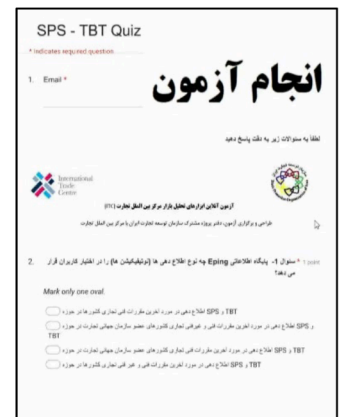 SPS - TBT Quiz
* Indicates required question
1. Email *
انجام آزمون
لطفا به سئوالات زیر به دقت پاسخ دهید
International
Trade
Centre
آزمون آنلاین ابزارهای تحلیل بازار مرکز بین الملل تجارت (ITC)
طراحی و برگزاری آزمون: دفتر پروژه مشترک سازمان توسعه تجارت ایران با مرکز بین الملل تجارت
2. * سئوال 1- پایگاه اطلاعاتی Eping چه نوع اطلاع دهی ها (نوتیفیکیشن ها) را در اختیار کاربران قرار 1 point
می دهد؟
Mark only one oval.
TBT و SPS اطلاع دهی در مورد آخرین مقررات فنی تجاری کشورها در حوزه
و SPS اطلاع دهی در مورد آخرین مقررات فنی و غیرفنی تجاری کشورهای عضو سازمان جهانی تجارت در حوزه
TBT
TBT و SPS اطلاع دهی در مورد آخرین مقررات فنی تجاری کشورهای عضو سازمان جهانی تجارت در حوزه
TBT و SPS اطلاع دهی در مورد آخرین مقررات فنی و غیر فنی تجاری کشورها در حوزه